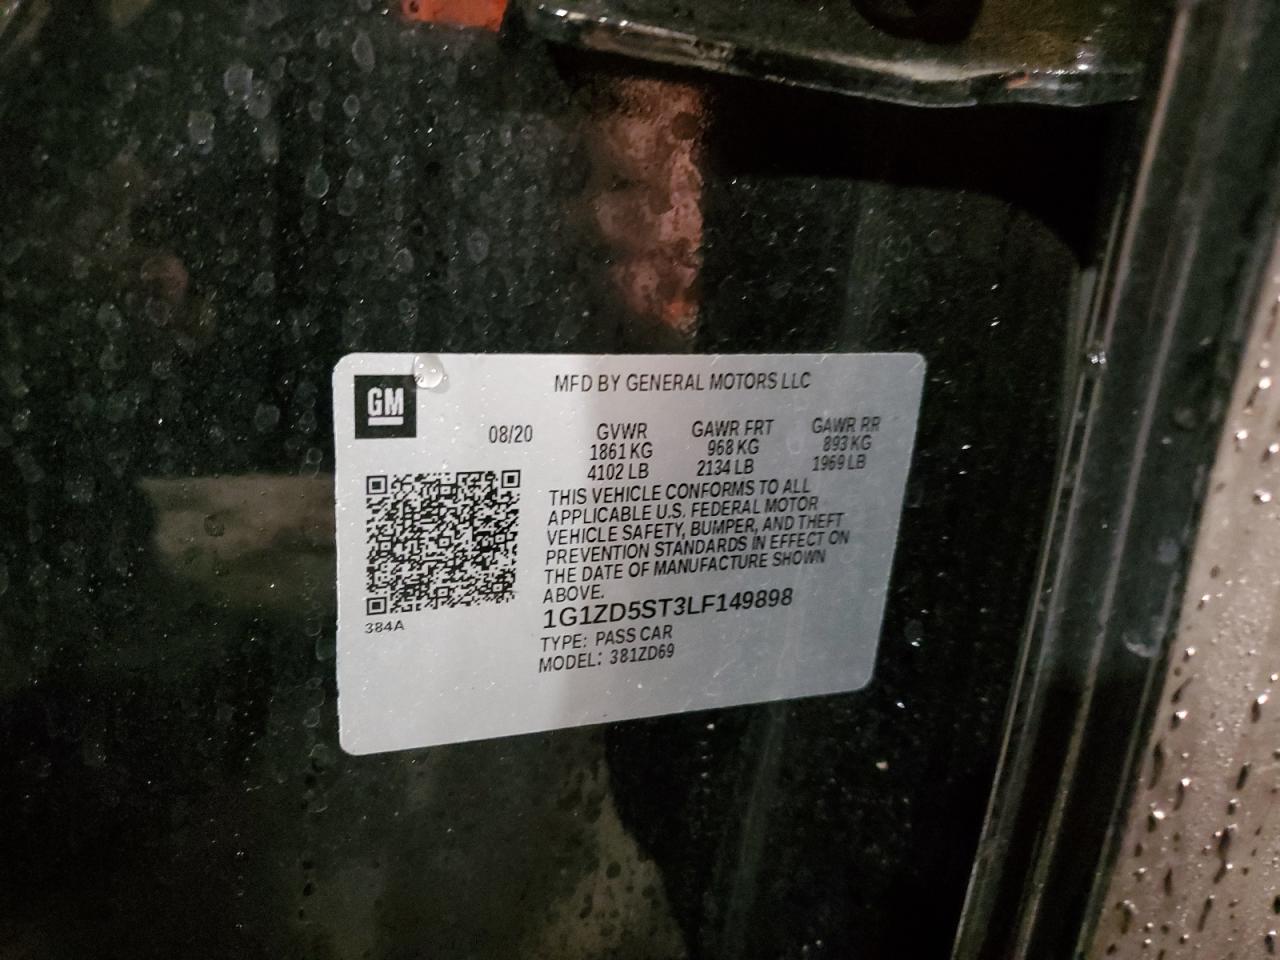 GM
MFD BY GENERAL MOTORS LLC
08/20 GVWR GAWR FRT GAWR RR
1861 KG 968 KG 893 KG
4102 LB 2134 LB 1969 LB
THIS VEHICLE CONFORMS TO ALL
APPLICABLE U.S. FEDERAL MOTOR
VEHICLE SAFETY, BUMPER, AND THEFT
PREVENTION STANDARDS IN EFFECT ON
THE DATE OF MANUFACTURE SHOWN
ABOVE.
1G1ZD5ST3LF149898
TYPE: PASS CAR
MODEL: 381ZD69
384A